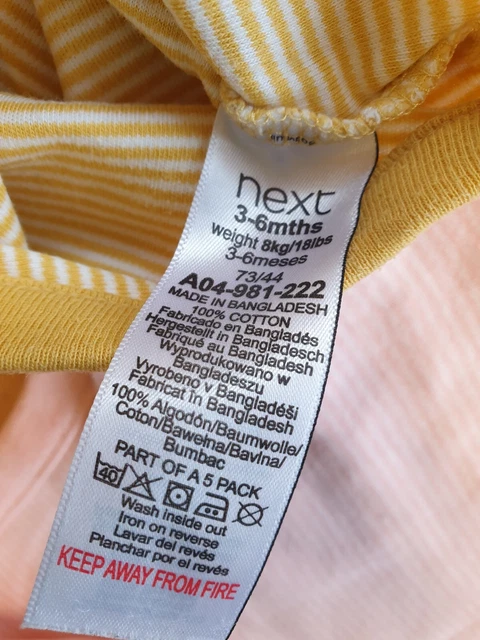 next
3-6mths
weight 8kg/18lbs
3-6meses
73/44
A04-981-222
MADE IN BANGLADESH
100% COTTON
Fabricado en Bangladés
Hergestellt in Bangladesch
Fabriqué au Bangladesh
Wyprodukowano w
Bangladeszu
Vyrobeno v Bangladéši
Fabricat în Bangladesh
100% Algodón/Baumwolle/
Coton/Bawełna/Bavlna/
Bumbac
PART OF A 5 PACK
40
Wash inside out
Iron on reverse
Lavar del revés
Planchar por el revés
KEEP AWAY FROM FIRE